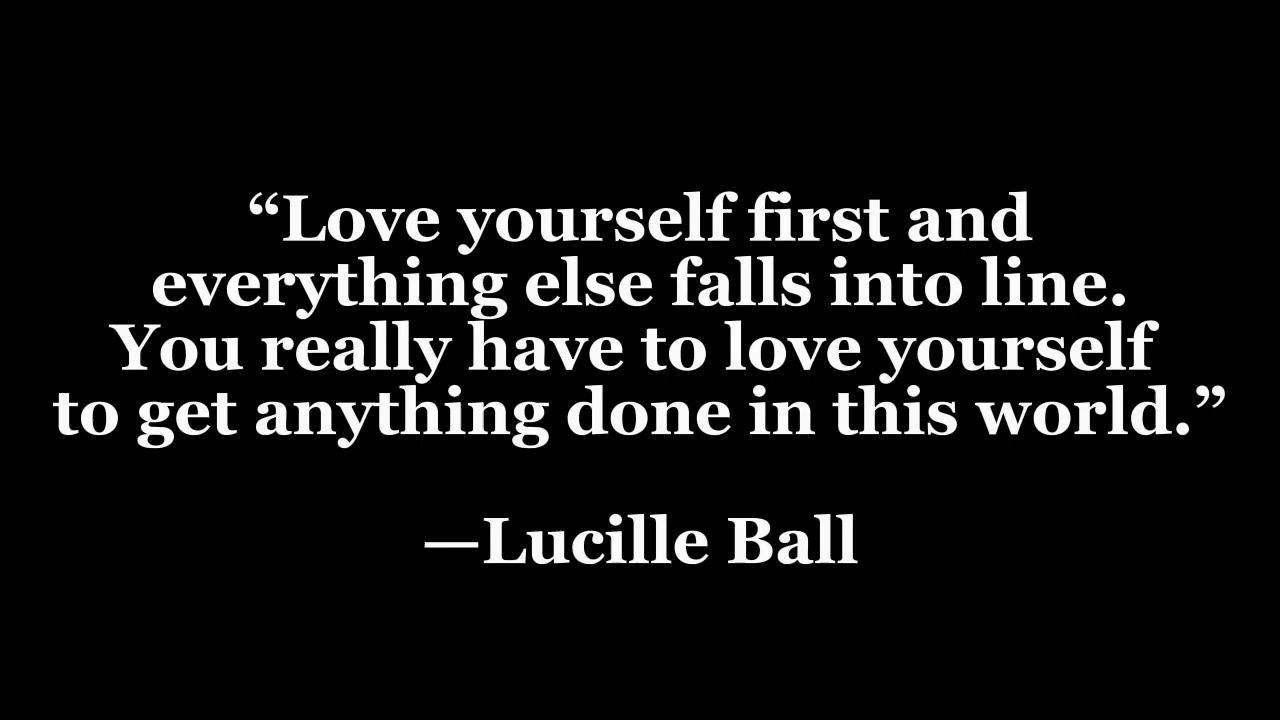 “Love yourself first and
everything else falls into line.
You really have to love yourself
to get anything done in this world.”
—Lucille Ball